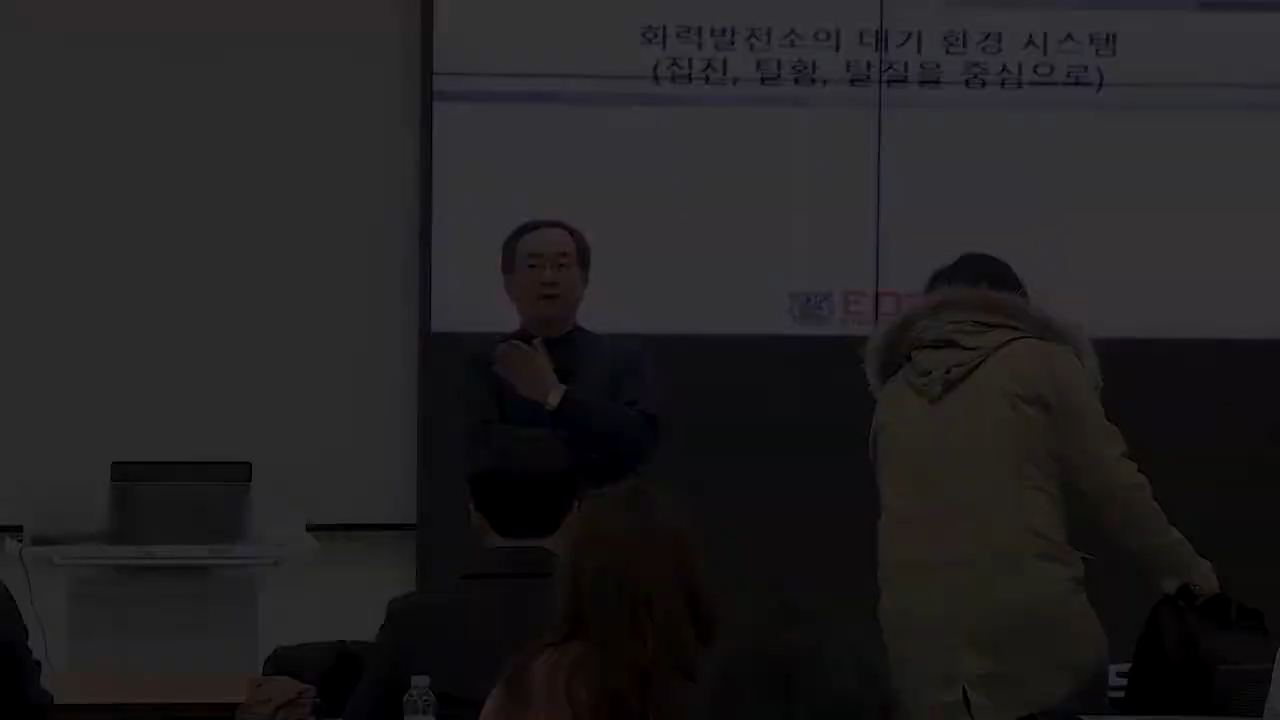 화력발전소의 대기 환경 시스템
(집진, 탈황, 탈질을 중심으로)